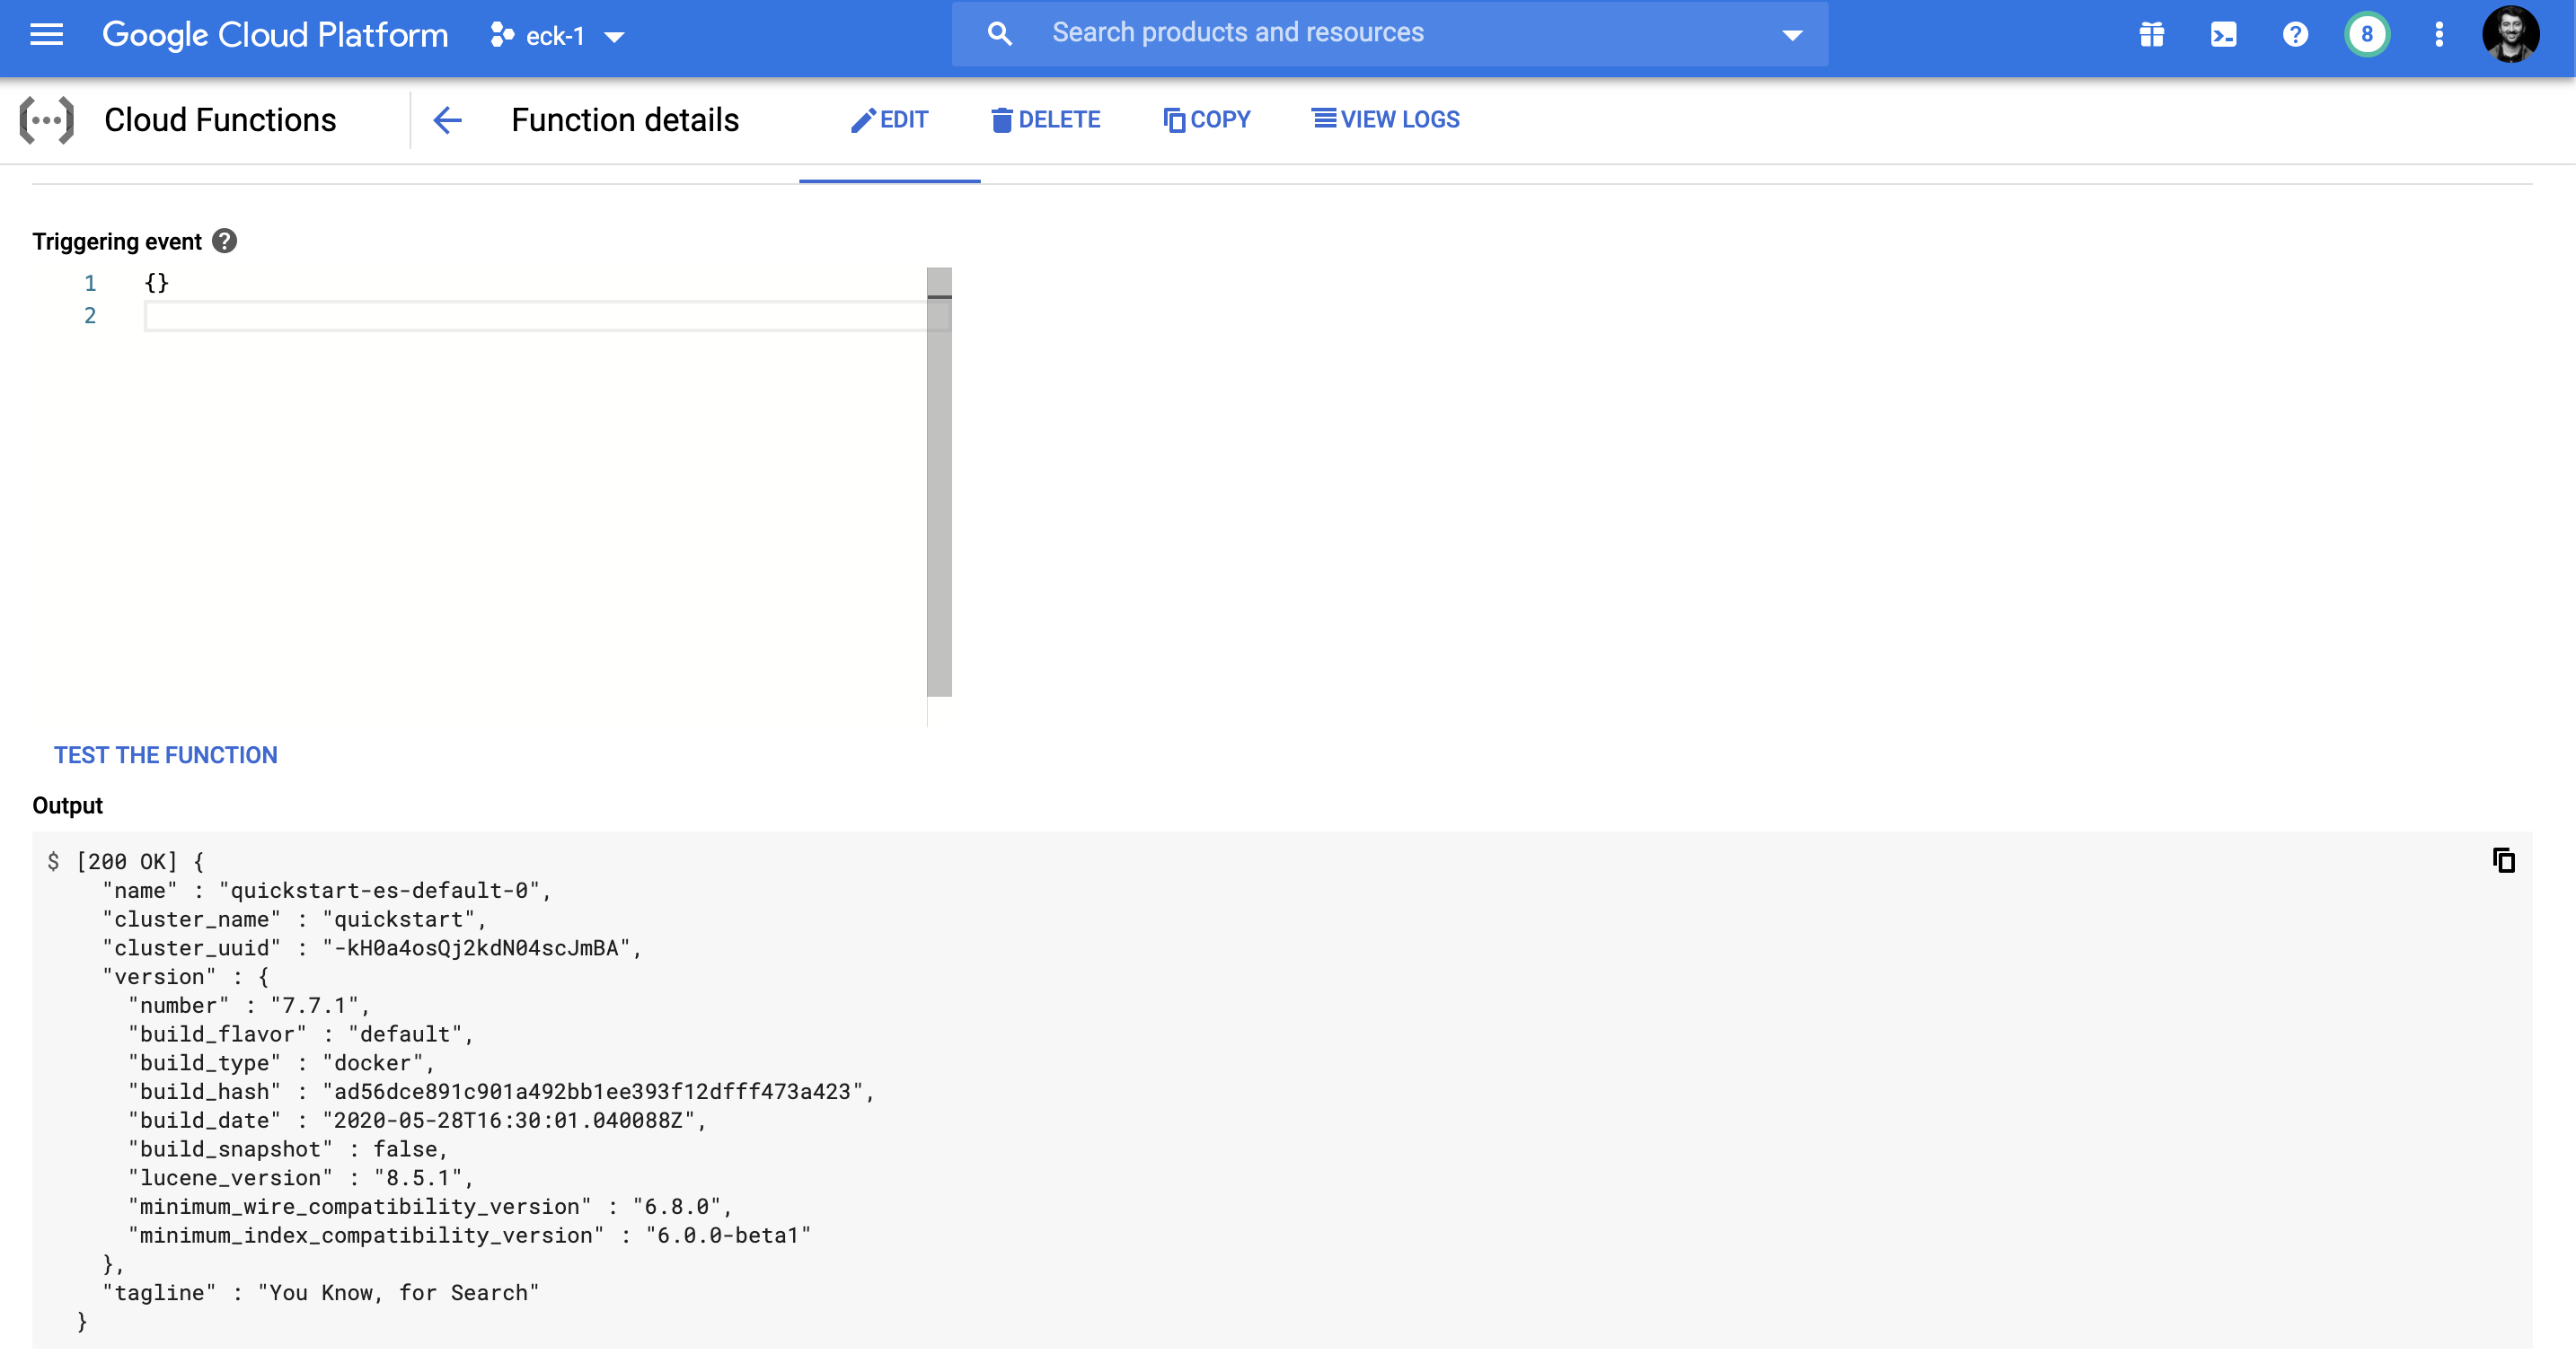 Google Cloud Platform eck-1 Search products and resources 8
Cloud Functions Function details EDIT DELETE COPY VIEW LOGS
Triggering event
1 {}
2
TEST THE FUNCTION
Output
$ [200 OK] {
"name" : "quickstart-es-default-0",
"cluster_name" : "quickstart",
"cluster_uuid" : "-kH0a4osQj2kdN04scJmBA",
"version" : {
"number" : "7.7.1",
"build_flavor" : "default",
"build_type" : "docker",
"build_hash" : "ad56dce891c901a492bb1ee393f12dfff473a423",
"build_date" : "2020-05-28T16:30:01.040088Z",
"build_snapshot" : false,
"lucene_version" : "8.5.1",
"minimum_wire_compatibility_version" : "6.8.0",
"minimum_index_compatibility_version" : "6.0.0-beta1"
},
"tagline" : "You Know, for Search"
}